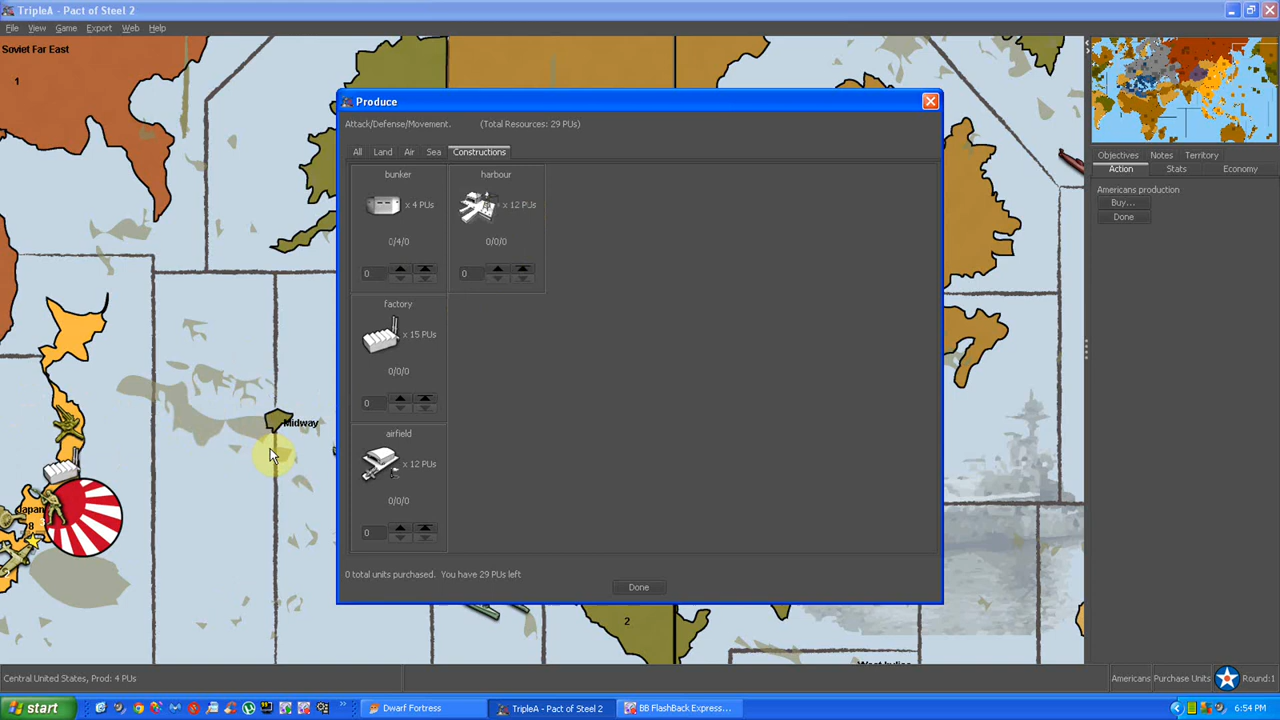 TripleA - Pact of Steel 2
File View Game Export Web Help
Soviet Far East
1
Produce
Attack/Defense/Movement. (Total Resources: 29 PUs)
All Land Air Sea Constructions
bunker harbour
x 4 PUs x 12 PUs
0/4/0 0/0/0
0 0
factory
x 15 PUs
0/0/0
0
airfield
x 12 PUs
0/0/0
0
0 total units purchased. You have 29 PUs left
Done
Midway
Japan
8
2
West Indies
Objectives Notes Territory
Action Stats Economy
Americans production
Buy...
Done
Central United States, Prod: 4 PUs
Americans Purchase Units Round:1
start Dwarf Fortress TripleA - Pact of Steel 2 BB FlashBack Express... 6:54 PM